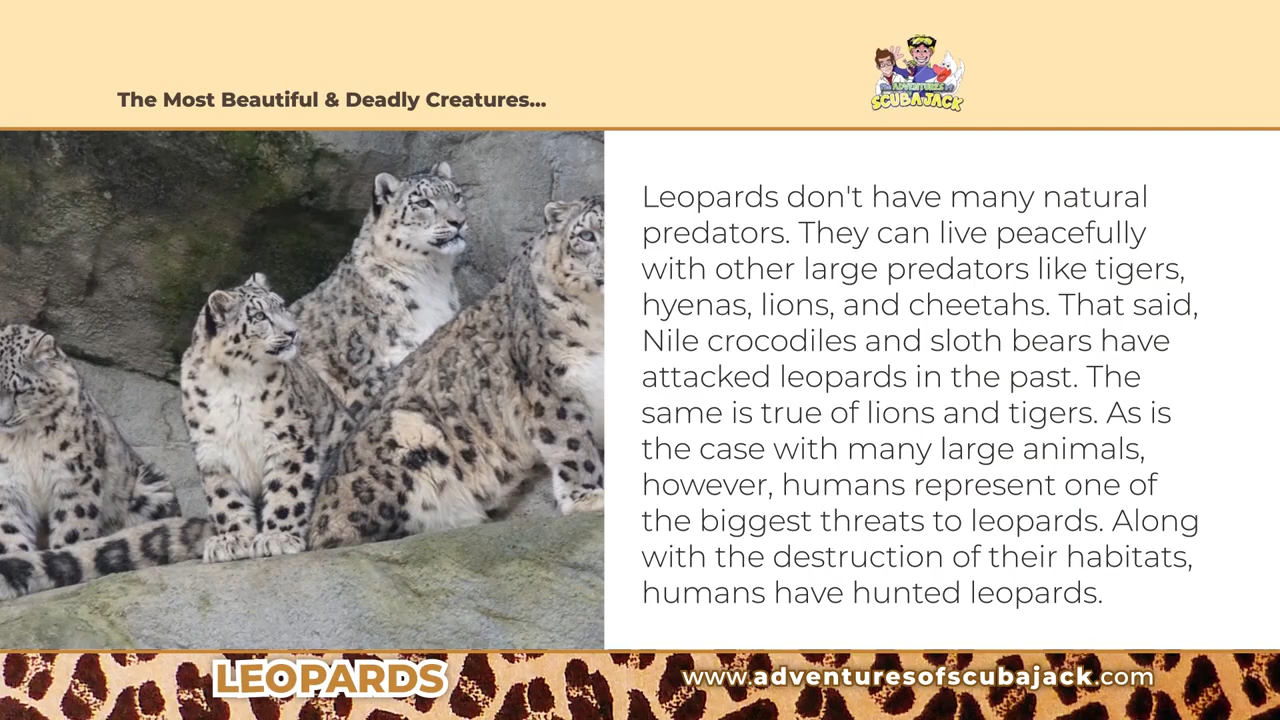 The Most Beautiful & Deadly Creatures...
THE ADVENTURES OF
SCUBAJACK
Leopards don't have many natural
predators. They can live peacefully
with other large predators like tigers,
hyenas, lions, and cheetahs. That said,
Nile crocodiles and sloth bears have
attacked leopards in the past. The
same is true of lions and tigers. As is
the case with many large animals,
however, humans represent one of
the biggest threats to leopards. Along
with the destruction of their habitats,
humans have hunted leopards.
LEOPARDS
www.adventuresofscubajack.com